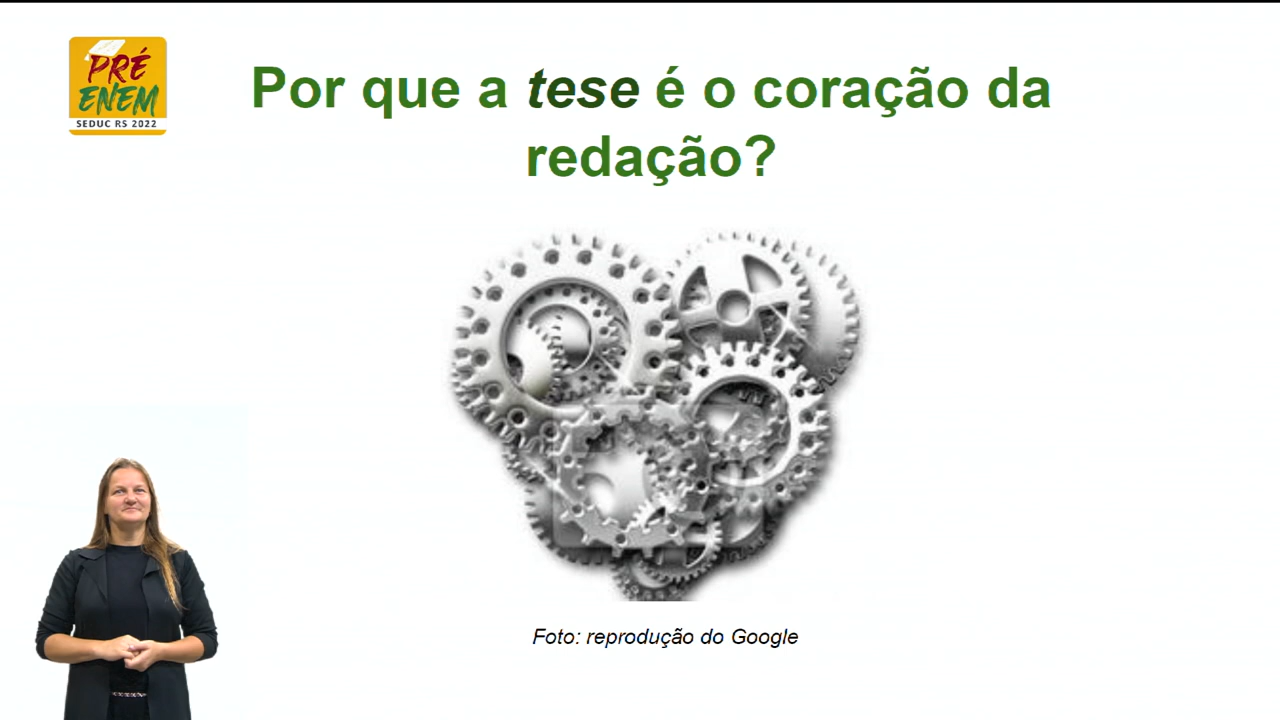 PRÉ
ENEM
SEDUC RS 2022
Por que a tese é o coração da
redação?
Foto: reprodução do Google